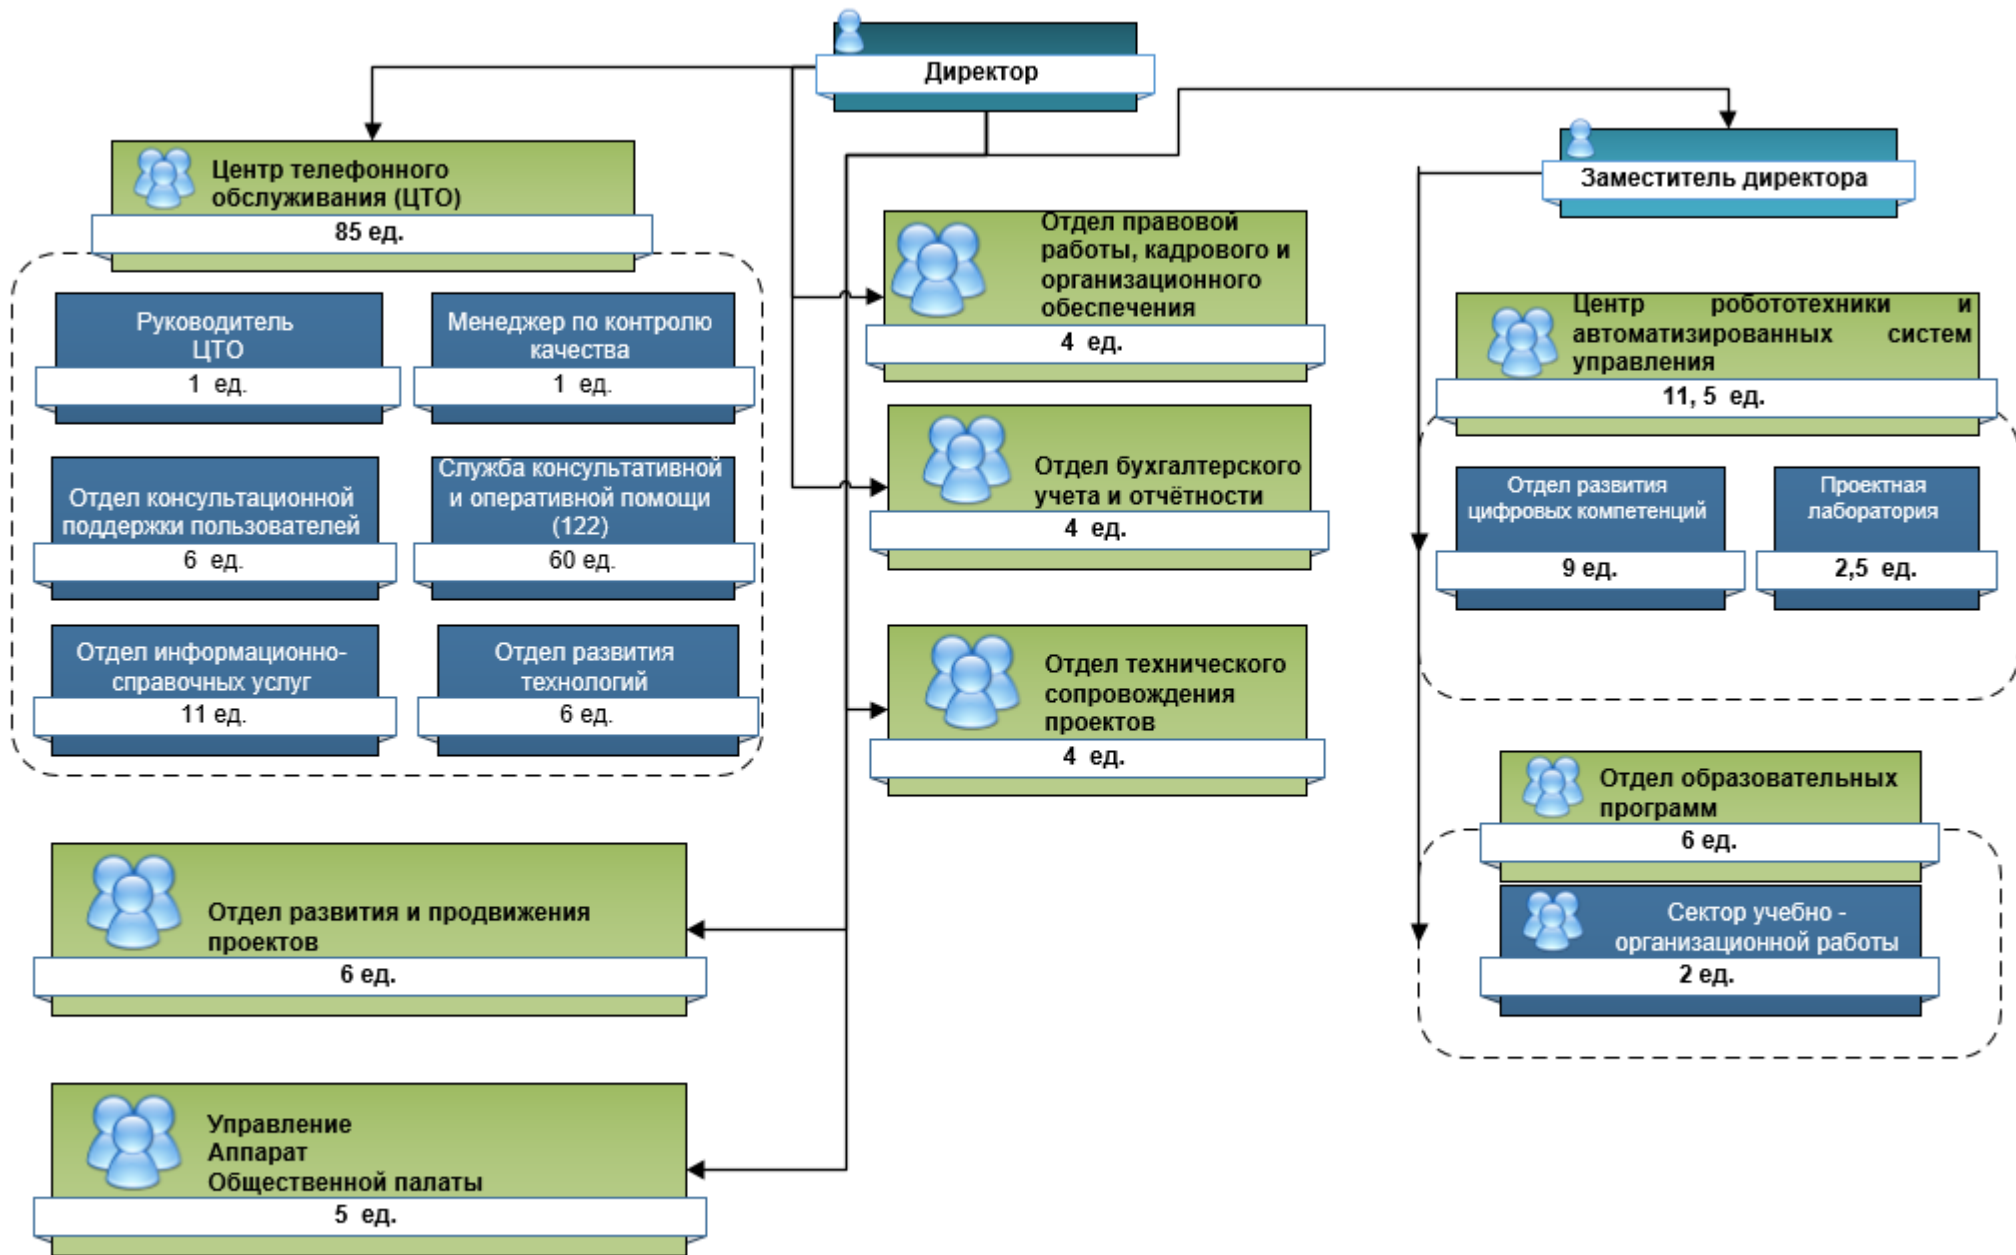 Директор
Центр телефонного
обслуживания (ЦТО)
85 ед.
Руководитель
ЦТО
1 ед.
Менеджер по контролю
качества
1 ед.
Отдел консультационной
поддержки пользователей
6 ед.
Служба консультативной
и оперативной помощи
(122)
60 ед.
Отдел информационно-
справочных услуг
11 ед.
Отдел развития
технологий
6 ед.
Отдел развития и продвижения
проектов
6 ед.
Управление
Аппарат
Общественной палаты
5 ед.
Отдел правовой
работы, кадрового и
организационного
обеспечения
4 ед.
Отдел бухгалтерского
учета и отчётности
4 ед.
Отдел технического
сопровождения
проектов
4 ед.
Заместитель директора
Центр робототехники и
автоматизированных систем
управления
11, 5 ед.
Отдел развития
цифровых компетенций
9 ед.
Проектная
лаборатория
2,5 ед.
Отдел образовательных
программ
6 ед.
Сектор учебно -
организационной работы
2 ед.